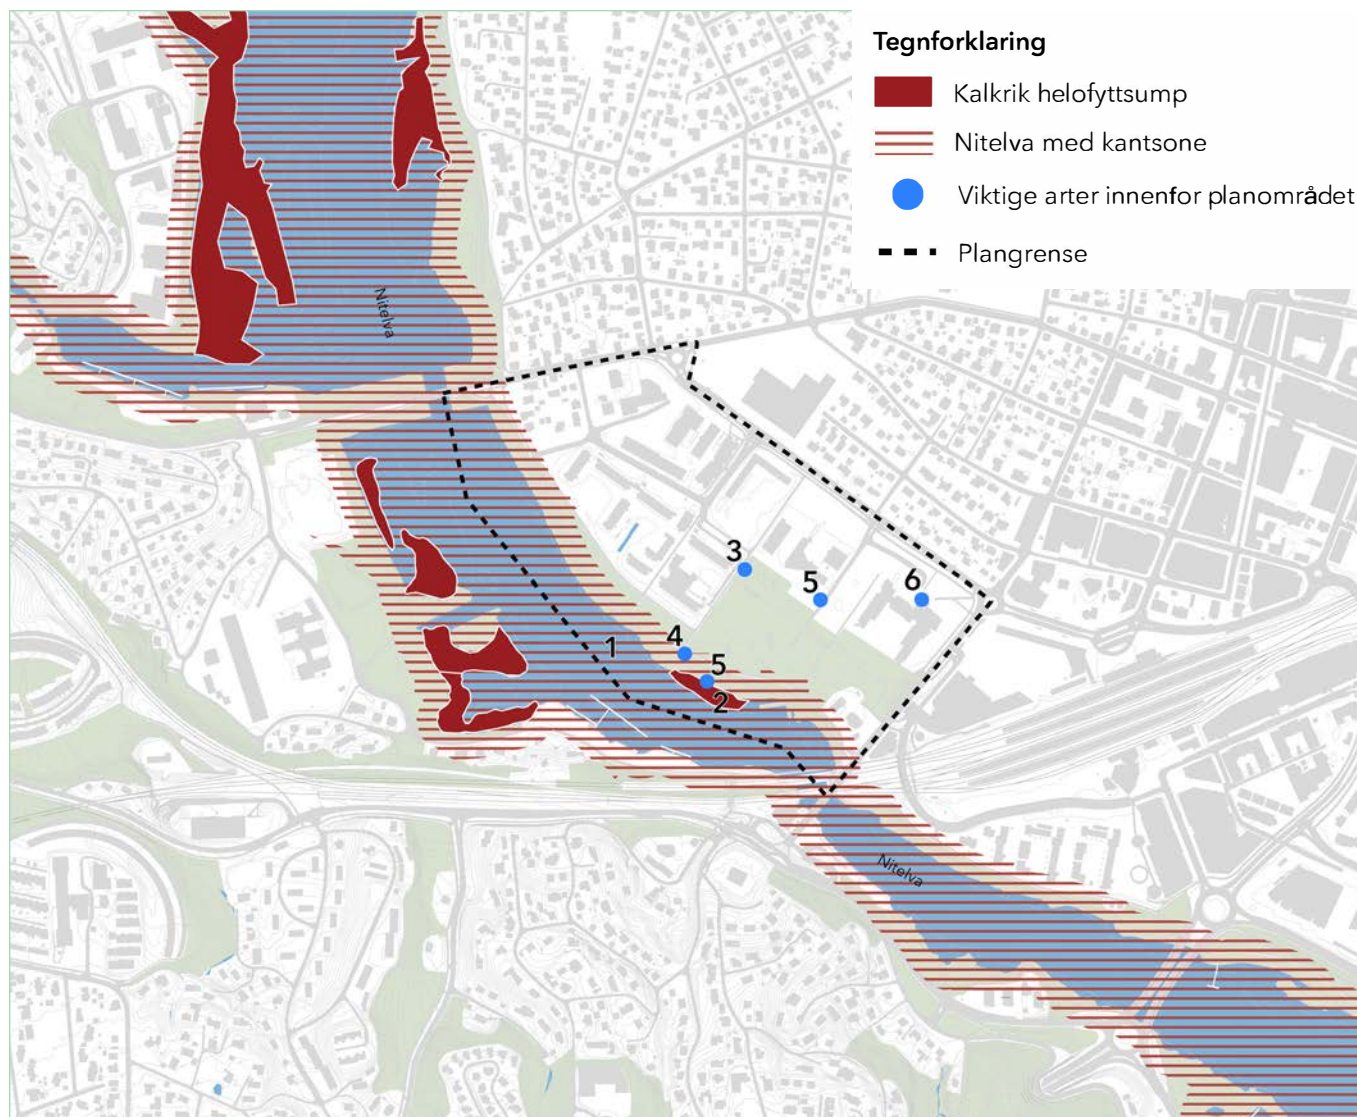 Tegnforklaring
Kalkrik helofyttsump
Nitelva med kantsone
Viktige arter innenfor planområdet
Plangrense
Nitelva
3
5
6
4
1
5
2
Nitelva